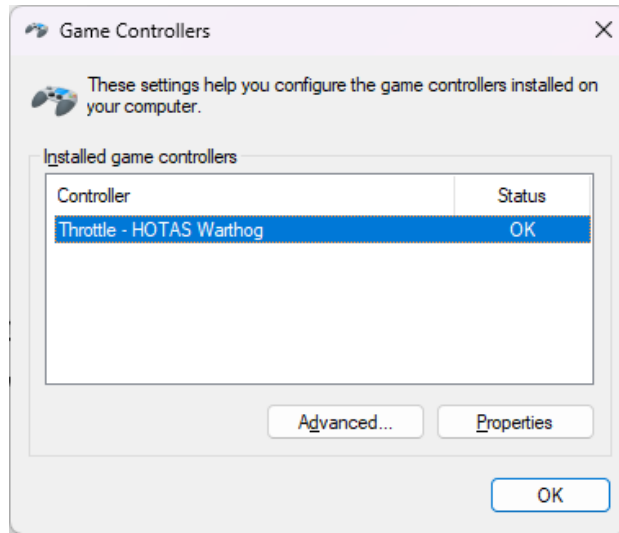 Game Controllers
These settings help you configure the game controllers installed on
your computer.
Installed game controllers
Controller Status
Throttle - HOTAS Warthog OK
Advanced... Properties
OK